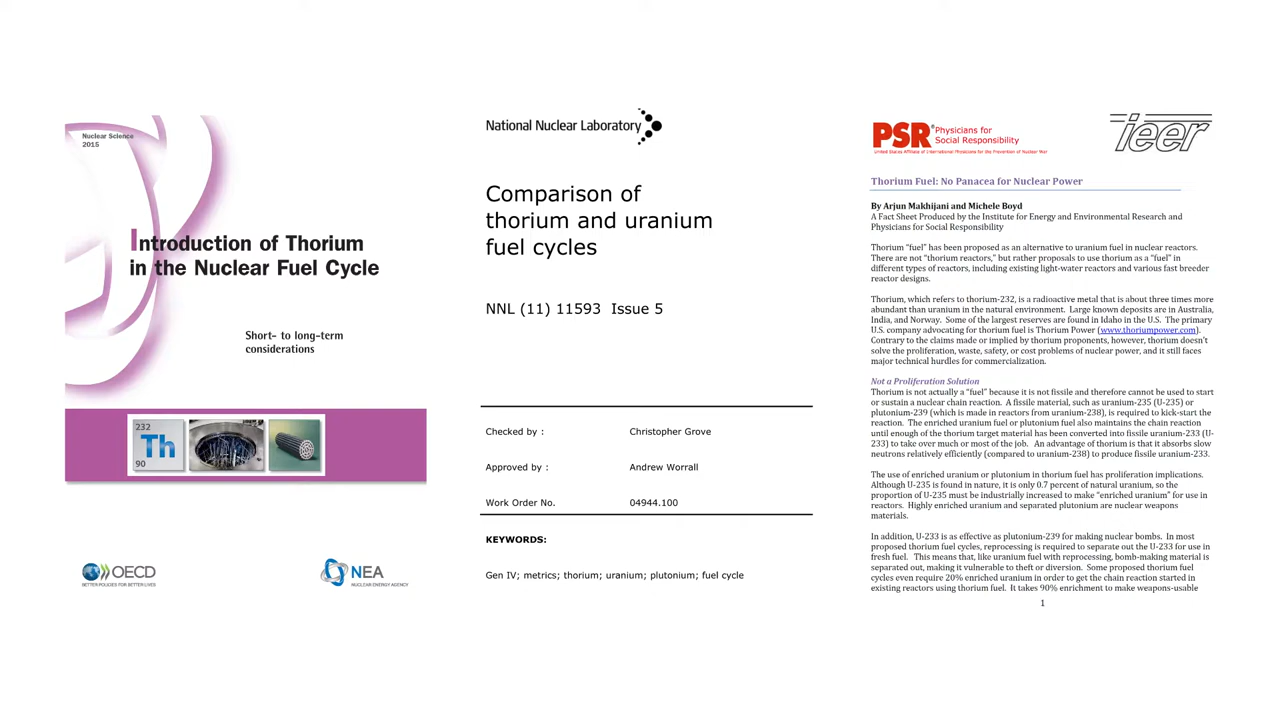 Nuclear Science
2015
Introduction of Thorium
in the Nuclear Fuel Cycle
Short- to long-term
considerations
232
Th
90
OECD
BETTER POLICIES FOR BETTER LIVES
NEA
NUCLEAR ENERGY AGENCY
National Nuclear Laboratory
Comparison of
thorium and uranium
fuel cycles
NNL (11) 11593 Issue 5
Checked by : Christopher Grove
Approved by : Andrew Worrall
Work Order No. 04944.100
KEYWORDS:
Gen IV; metrics; thorium; uranium; plutonium; fuel cycle
PSR® Physicians for
Social Responsibility
United States Affiliate of International Physicians for the Prevention of Nuclear War
ieer
Thorium Fuel: No Panacea for Nuclear Power
By Arjun Makhijani and Michele Boyd
A Fact Sheet Produced by the Institute for Energy and Environmental Research and
Physicians for Social Responsibility
Thorium “fuel” has been proposed as an alternative to uranium fuel in nuclear reactors.
There are not “thorium reactors,” but rather proposals to use thorium as a “fuel” in
different types of reactors, including existing light-water reactors and various fast breeder
reactor designs.
Thorium, which refers to thorium-232, is a radioactive metal that is about three times more
abundant than uranium in the natural environment. Large known deposits are in Australia,
India, and Norway. Some of the largest reserves are found in Idaho in the U.S. The primary
U.S. company advocating for thorium fuel is Thorium Power (www.thoriumpower.com).
Contrary to the claims made or implied by thorium proponents, however, thorium doesn’t
solve the proliferation, waste, safety, or cost problems of nuclear power, and it still faces
major technical hurdles for commercialization.
Not a Proliferation Solution
Thorium is not actually a “fuel” because it is not fissile and therefore cannot be used to start
or sustain a nuclear chain reaction. A fissile material, such as uranium-235 (U-235) or
plutonium-239 (which is made in reactors from uranium-238), is required to kick-start the
reaction. The enriched uranium fuel or plutonium fuel also maintains the chain reaction
until enough of the thorium target material has been converted into fissile uranium-233 (U-
233) to take over much or most of the job. An advantage of thorium is that it absorbs slow
neutrons relatively efficiently (compared to uranium-238) to produce fissile uranium-233.
The use of enriched uranium or plutonium in thorium fuel has proliferation implications.
Although U-235 is found in nature, it is only 0.7 percent of natural uranium, so the
proportion of U-235 must be industrially increased to make “enriched uranium” for use in
reactors. Highly enriched uranium and separated plutonium are nuclear weapons
materials.
In addition, U-233 is as effective as plutonium-239 for making nuclear bombs. In most
proposed thorium fuel cycles, reprocessing is required to separate out the U-233 for use in
fresh fuel. This means that, like uranium fuel with reprocessing, bomb-making material is
separated out, making it vulnerable to theft or diversion. Some proposed thorium fuel
cycles even require 20% enriched uranium in order to get the chain reaction started in
existing reactors using thorium fuel. It takes 90% enrichment to make weapons-usable
1